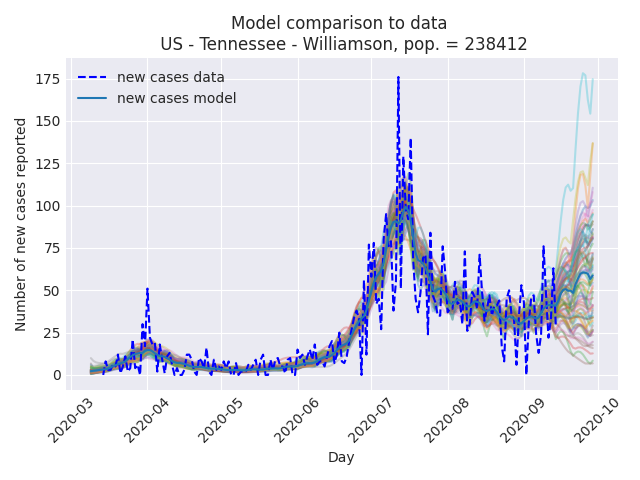 Model comparison to data
US - Tennessee - Williamson, pop. = 238412
new cases data
new cases model
Number of new cases reported
175
150
125
100
75
50
25
0
2020-03
2020-04
2020-05
2020-06
2020-07
2020-08
2020-09
2020-10
Day